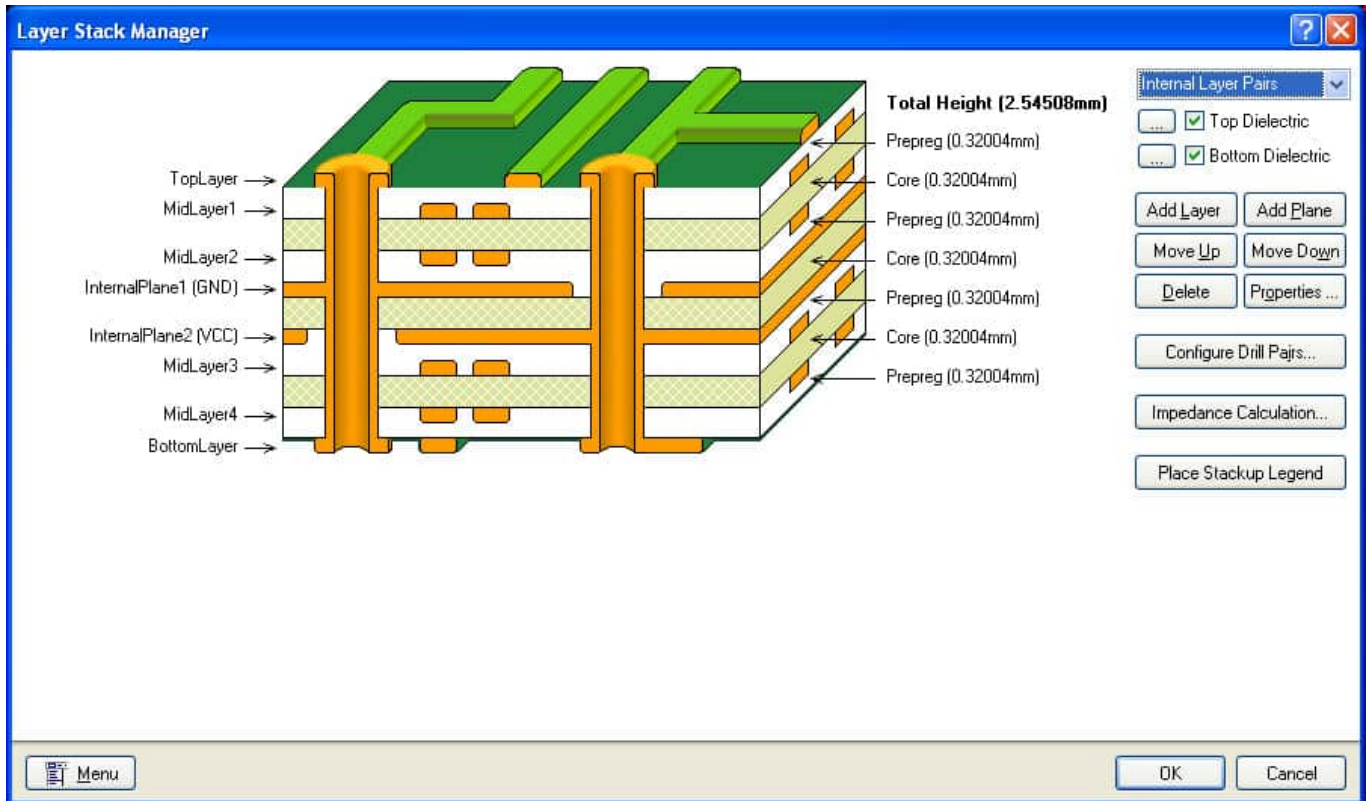 Layer Stack Manager
TopLayer
MidLayer1
MidLayer2
InternalPlane1 (GND)
InternalPlane2 (VCC)
MidLayer3
MidLayer4
BottomLayer
Total Height (2.54508mm)
Prepreg (0.32004mm)
Core (0.32004mm)
Prepreg (0.32004mm)
Core (0.32004mm)
Prepreg (0.32004mm)
Core (0.32004mm)
Prepreg (0.32004mm)
Internal Layer Pairs
... Top Dielectric
... Bottom Dielectric
Add Layer Add Plane
Move Up Move Down
Delete Properties ...
Configure Drill Pairs...
Impedance Calculation...
Place Stackup Legend
Menu OK Cancel